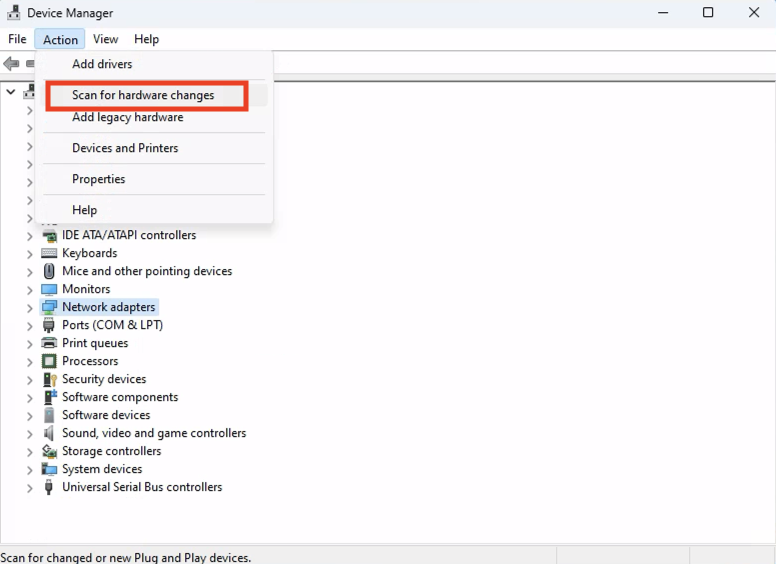 Device Manager
File Action View Help
Add drivers
Scan for hardware changes
Add legacy hardware
Devices and Printers
Properties
Help
IDE ATA/ATAPI controllers
Keyboards
Mice and other pointing devices
Monitors
Network adapters
Ports (COM & LPT)
Print queues
Processors
Security devices
Software components
Software devices
Sound, video and game controllers
Storage controllers
System devices
Universal Serial Bus controllers
Scan for changed or new Plug and Play devices.